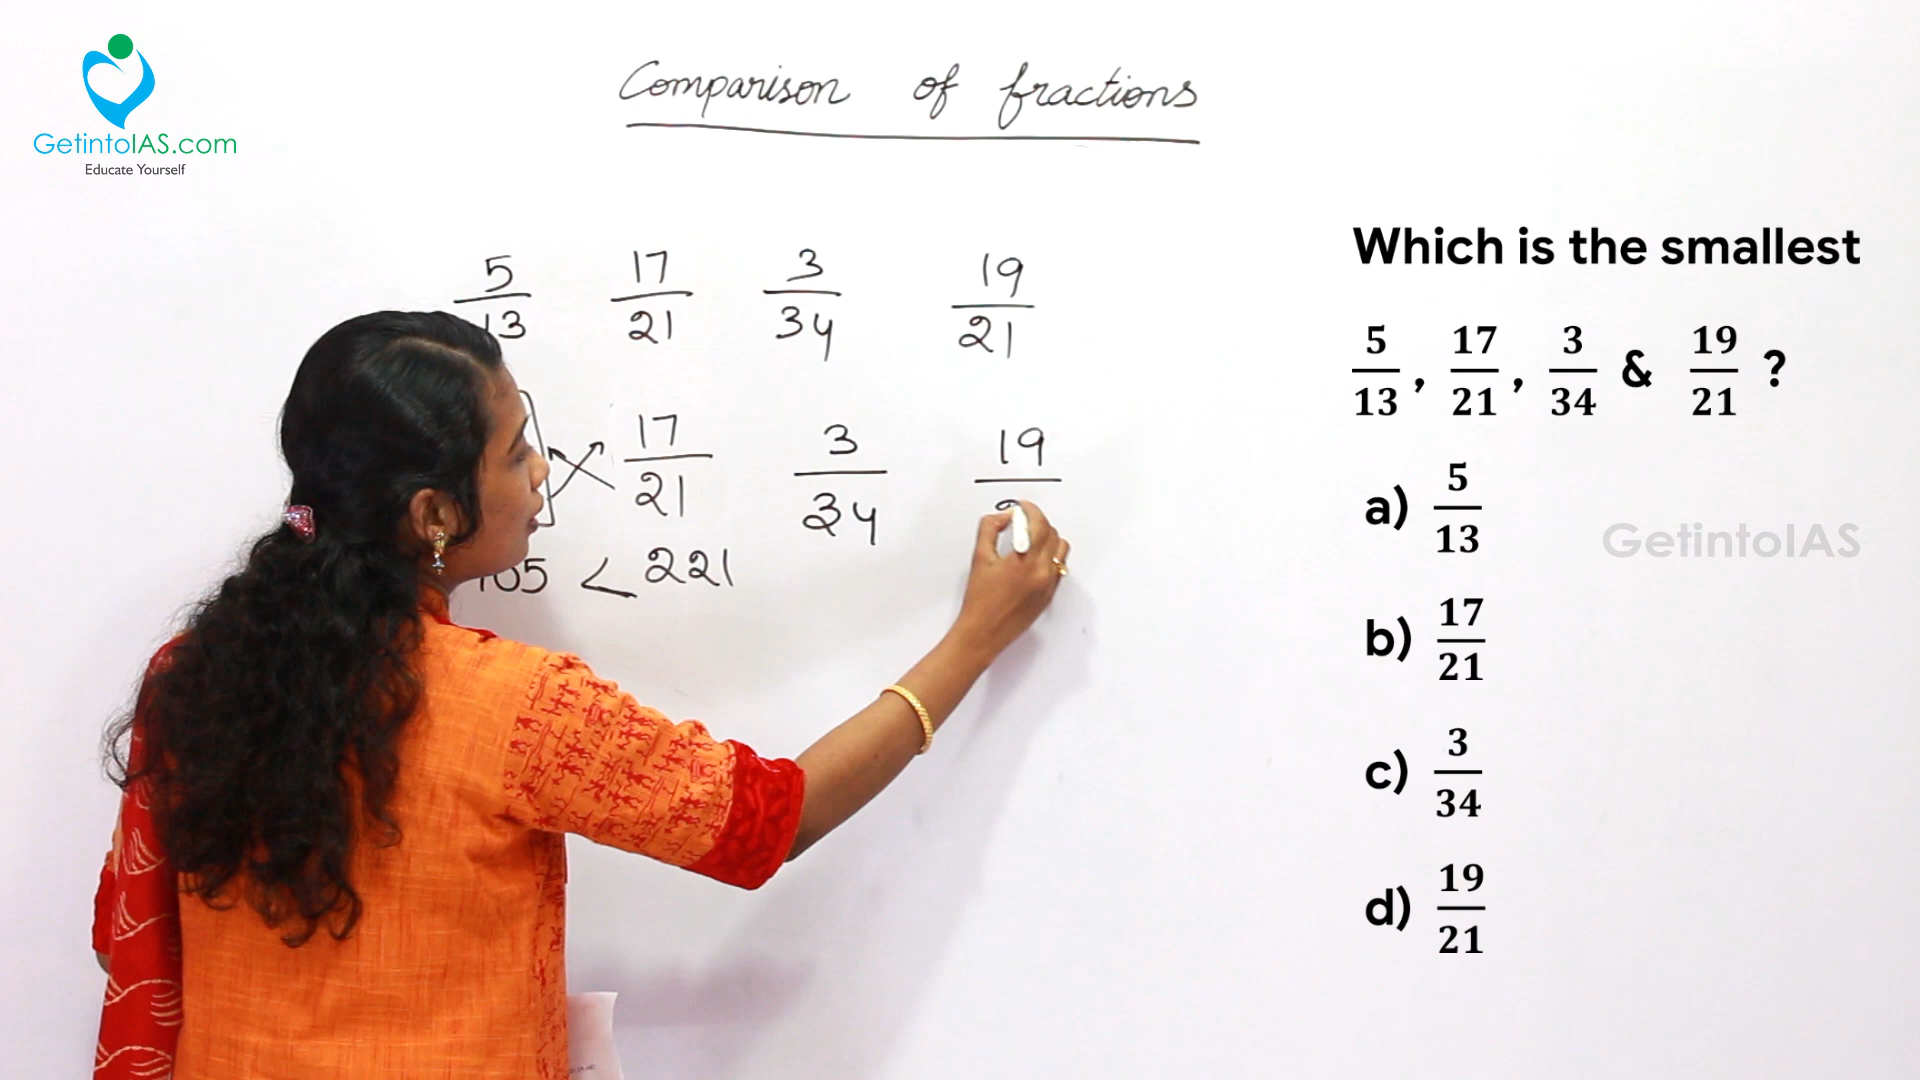 GetintoIAS.com
Educate Yourself
Comparison of fractions
5/13 17/21 3/34 19/21
17/21 3/34 19/2
105 < 221
Which is the smallest
5/13, 17/21, 3/34 & 19/21 ?
a) 5/13
b) 17/21
c) 3/34
d) 19/21
GetintoIAS